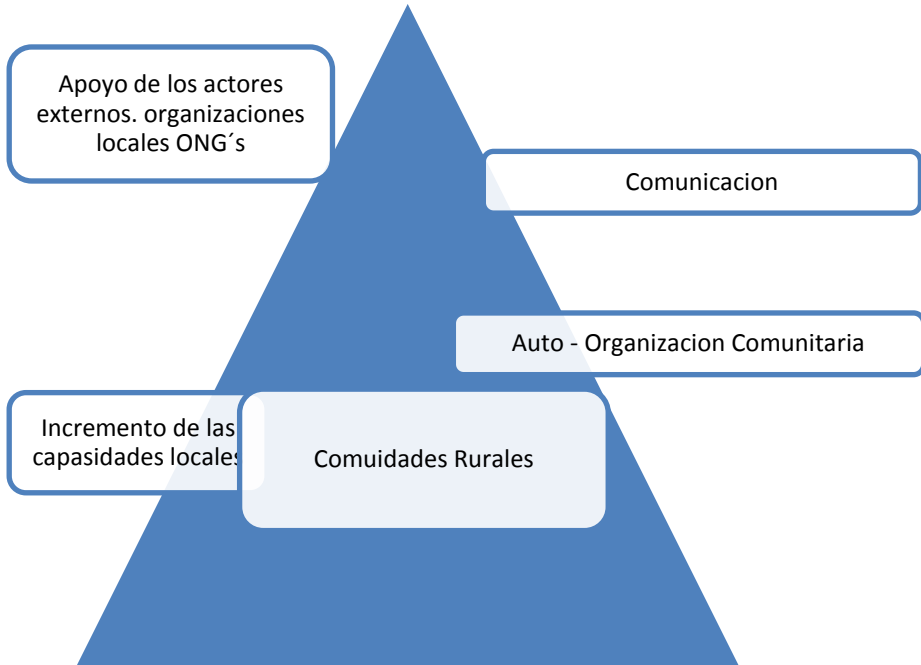 Apoyo de los actores
externos. organizaciones
locales ONG´s
Comunicacion
Auto - Organizacion Comunitaria
Incremento de las
capasidades locales
Comuidades Rurales